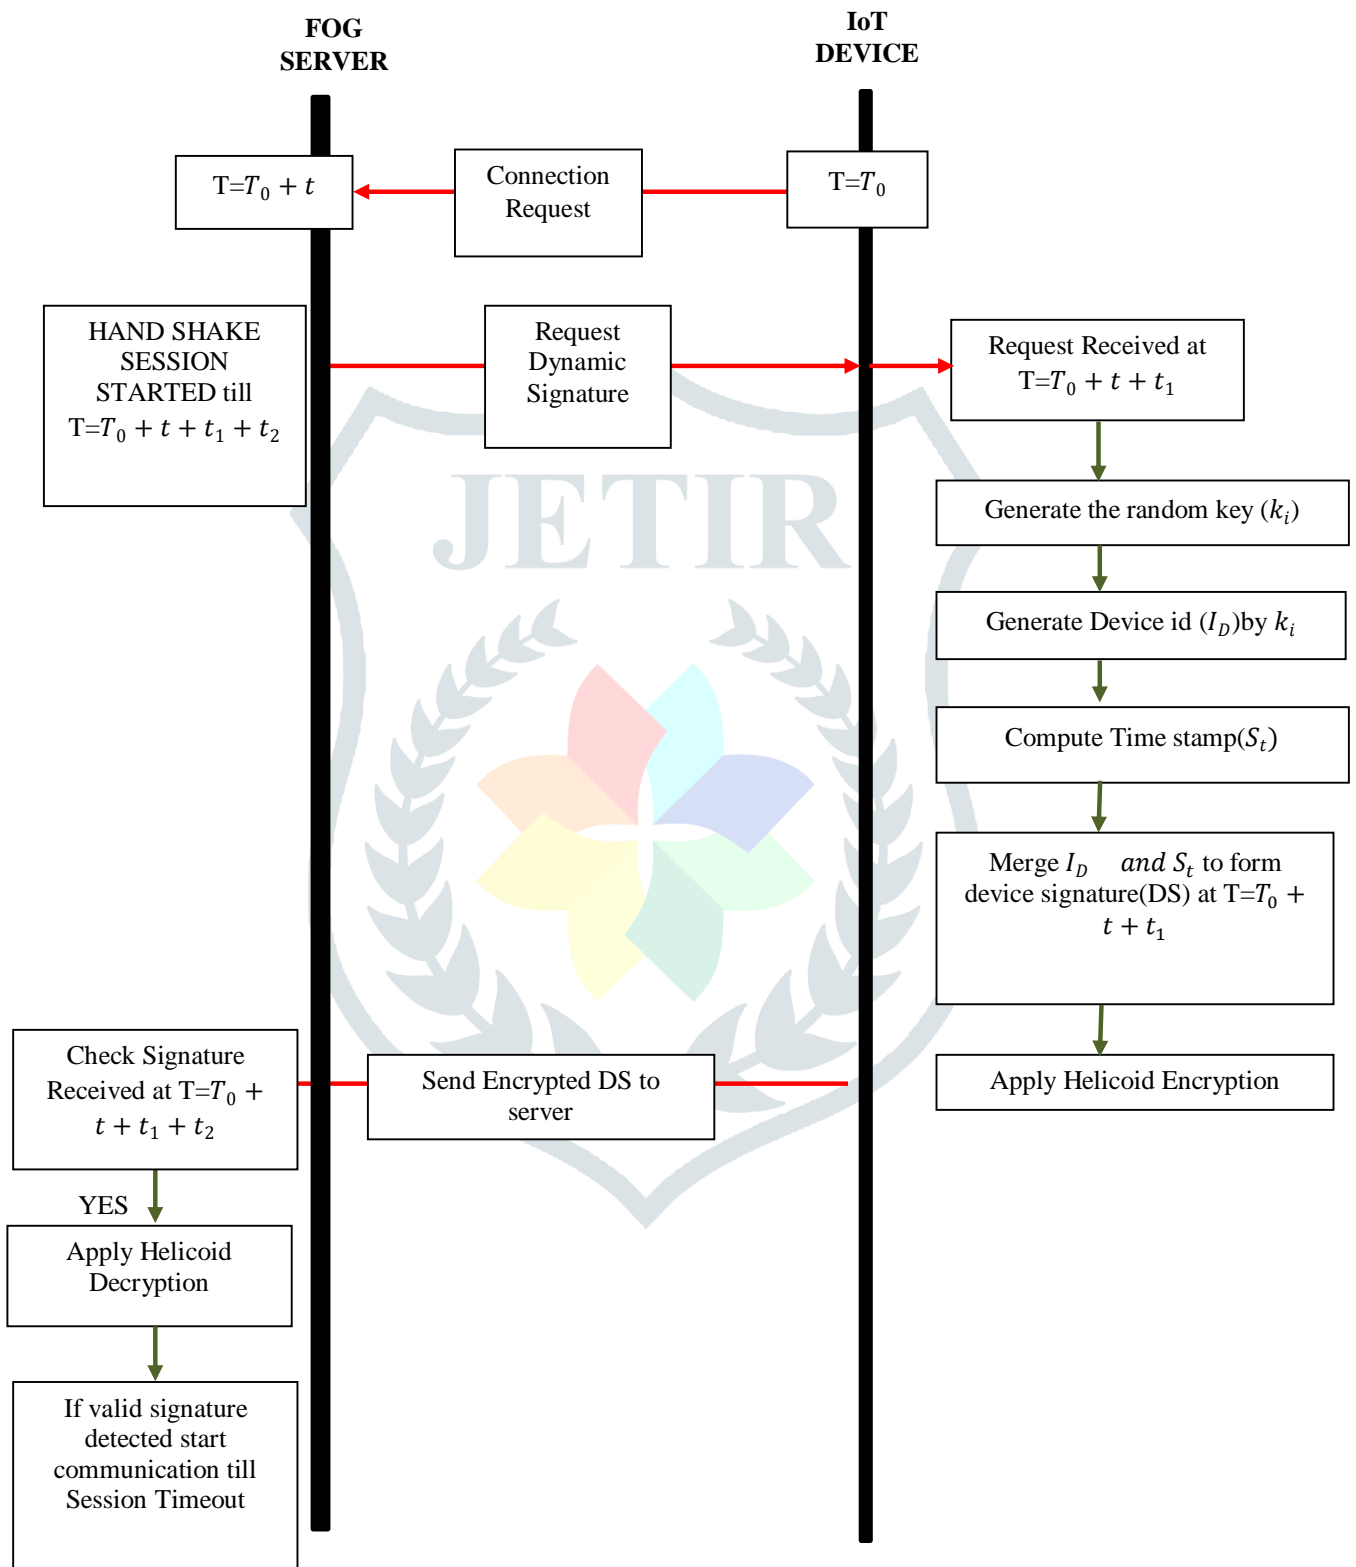 FOG
SERVER
IoT
DEVICE
T=T₀ + t
Connection
Request
T=T₀
HAND SHAKE
SESSION
STARTED till
T=T₀ + t + t₁ + t₂
Request
Dynamic
Signature
Request Received at
T=T₀ + t + t₁
JETIR
Generate the random key (kᵢ)
Generate Device id (I_D)by kᵢ
Compute Time stamp(S_t)
Merge I_D and S_t to form
device signature(DS) at T=T₀ +
t + t₁
Apply Helicoid Encryption
Send Encrypted DS to
server
Check Signature
Received at T=T₀ +
t + t₁ + t₂
YES
Apply Helicoid
Decryption
If valid signature
detected start
communication till
Session Timeout